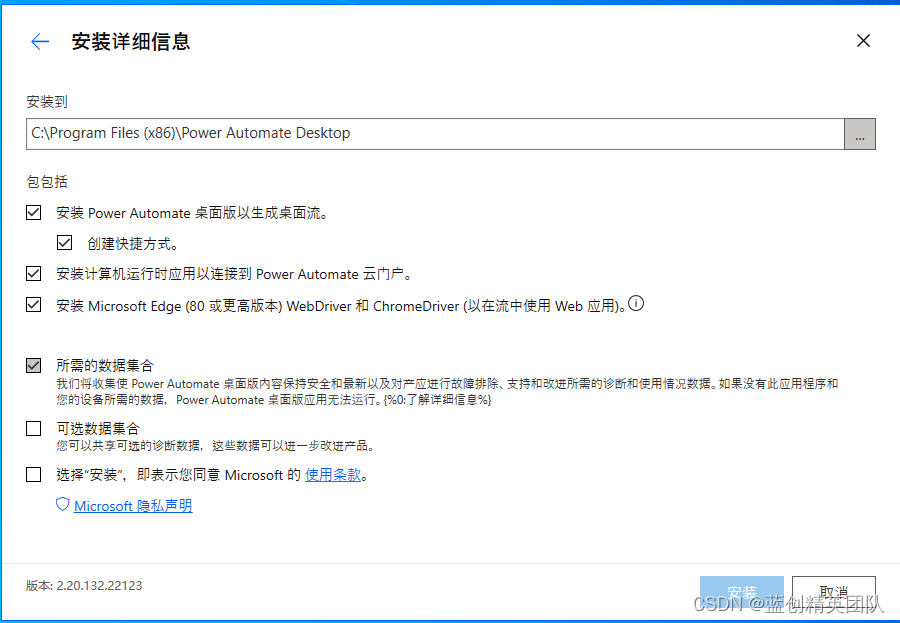 安装详细信息
安装到
C:\Program Files (x86)\Power Automate Desktop
...
包包括
安装 Power Automate 桌面版以生成桌面流。
创建快捷方式。
安装计算机运行时应用以连接到 Power Automate 云门户。
安装 Microsoft Edge (80 或更高版本) WebDriver 和 ChromeDriver (以在流中使用 Web 应用)。
所需的数据集合
我们将收集使 Power Automate 桌面版内容保持安全和最新以及对产应进行故障排除、支持和改进所需的诊断和使用情况数据。如果没有此应用程序和
您的设备所需的数据，Power Automate 桌面版应用无法运行。{%0:了解详细信息%}
可选数据集合
您可以共享可选的诊断数据，这些数据可以进一步改进产品。
选择“安装”，即表示您同意 Microsoft 的 使用条款。
Microsoft 隐私声明
版本: 2.20.132.22123
安装
取消
CSDN @蓝创精英团队